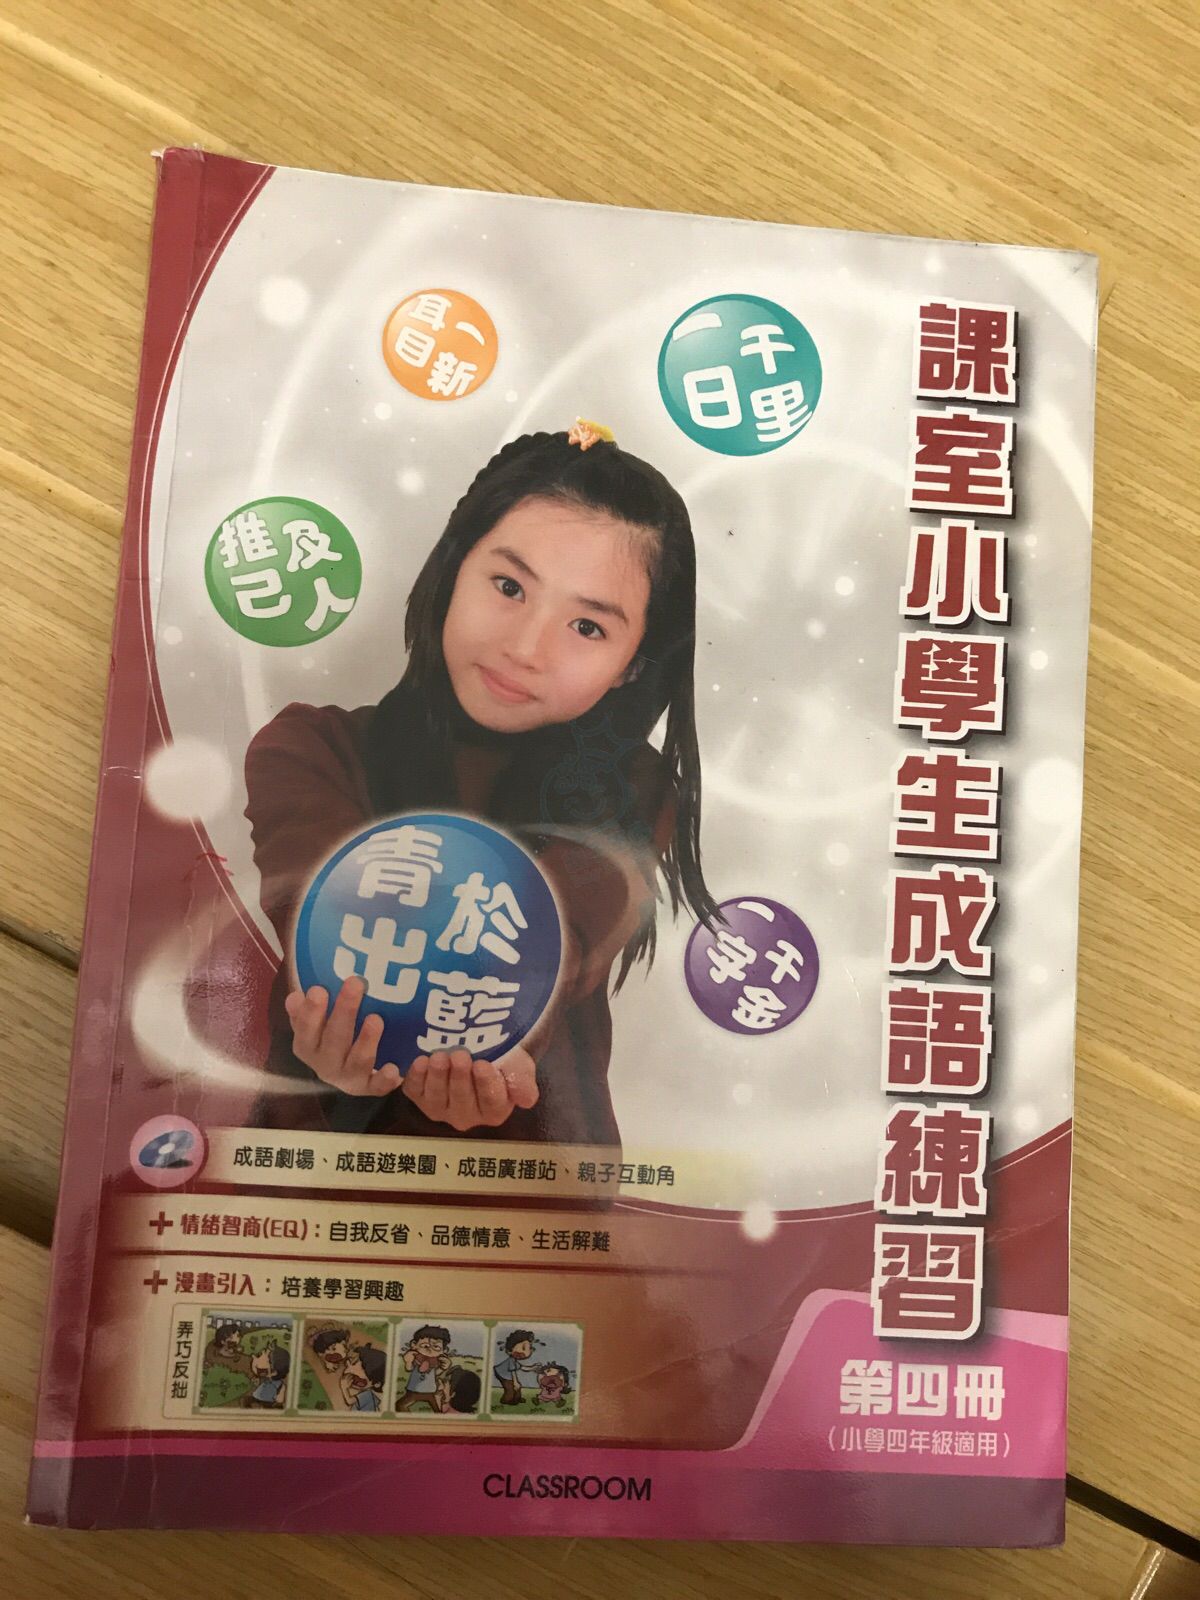 課室小學生成語練習
第四冊
(小學四年級適用)
耳目一新
一日千里
推己及人
青出於藍
一字千金
成語劇場、成語遊樂園、成語廣播站、親子互動角
+ 情緒智商(EQ)：自我反省、品德情意、生活解難
+ 漫畫引入：培養學習興趣
弄巧反拙
CLASSROOM